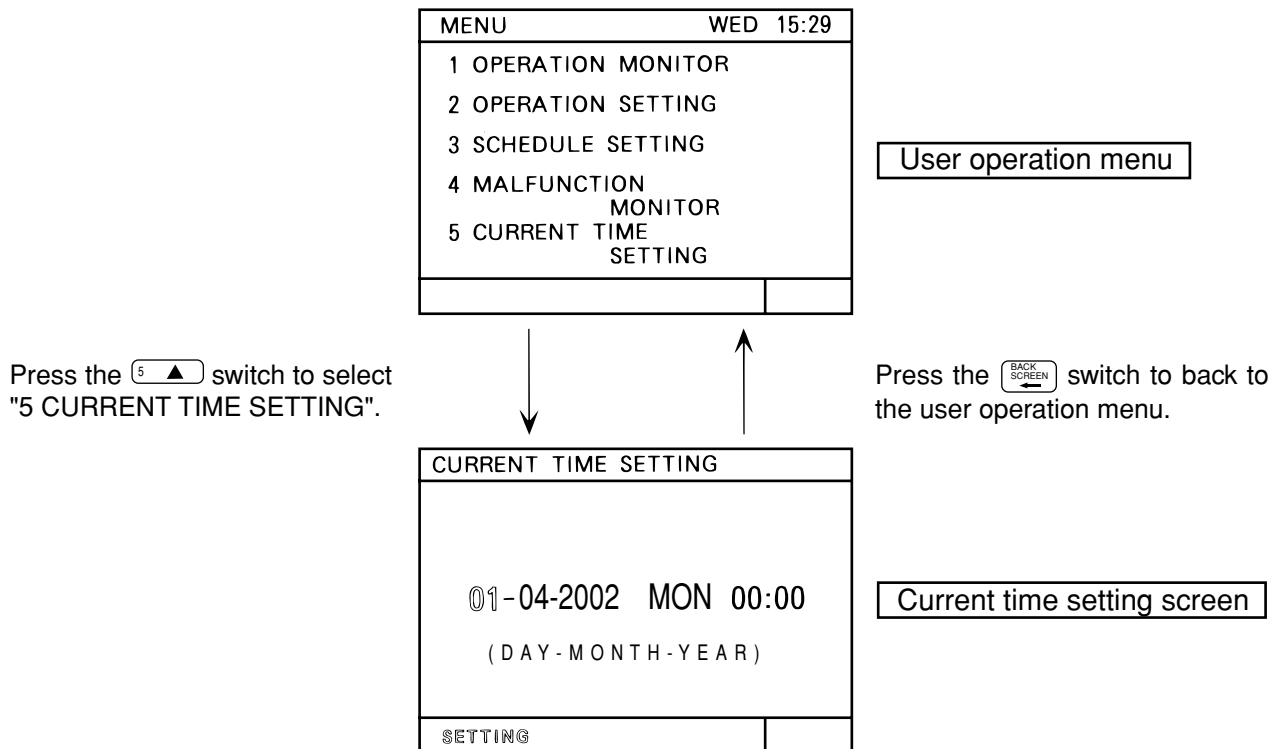 MENU WED 15:29
1 OPERATION MONITOR
2 OPERATION SETTING
3 SCHEDULE SETTING
4 MALFUNCTION
MONITOR
5 CURRENT TIME
SETTING
User operation menu
Press the 5 ▲ switch to select
"5 CURRENT TIME SETTING".
Press the BACK SCREEN ← switch to back to
the user operation menu.
CURRENT TIME SETTING
01-04-2002 MON 00:00
(DAY-MONTH-YEAR)
SETTING
Current time setting screen